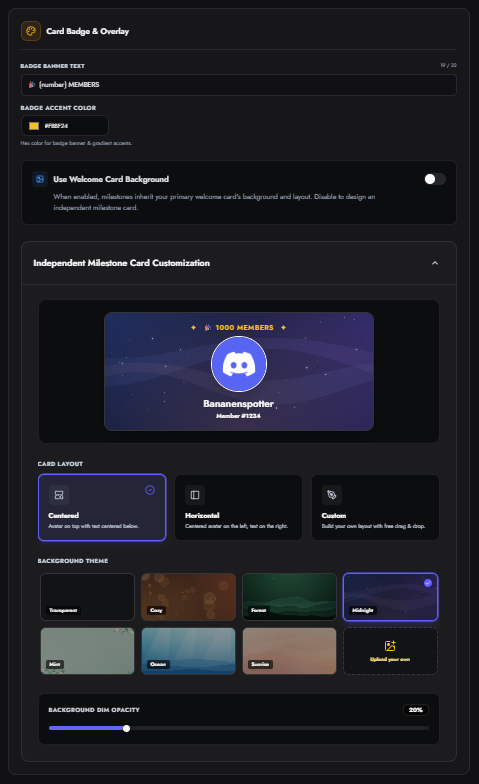 Card Badge & Overlay
BADGE BANNER TEXT
19 / 30
🎉 {number} MEMBERS
BADGE ACCENT COLOR
#FBBF24
Hex color for badge banner & gradient accents.
Use Welcome Card Background
When enabled, milestones inherit your primary welcome card's background and layout. Disable to design an
independent milestone card.
Independent Milestone Card Customization
✦ 🎉 1000 MEMBERS ✦
Bananenspotter
Member #1234
CARD LAYOUT
Centered
Avatar on top with text centered below.
Horizontal
Centered avatar on the left, text on the right.
Custom
Build your own layout with free drag & drop.
BACKGROUND THEME
Transparent
Cozy
Forest
Midnight
Mint
Ocean
Sunrise
Upload your own
BACKGROUND DIM OPACITY
20%